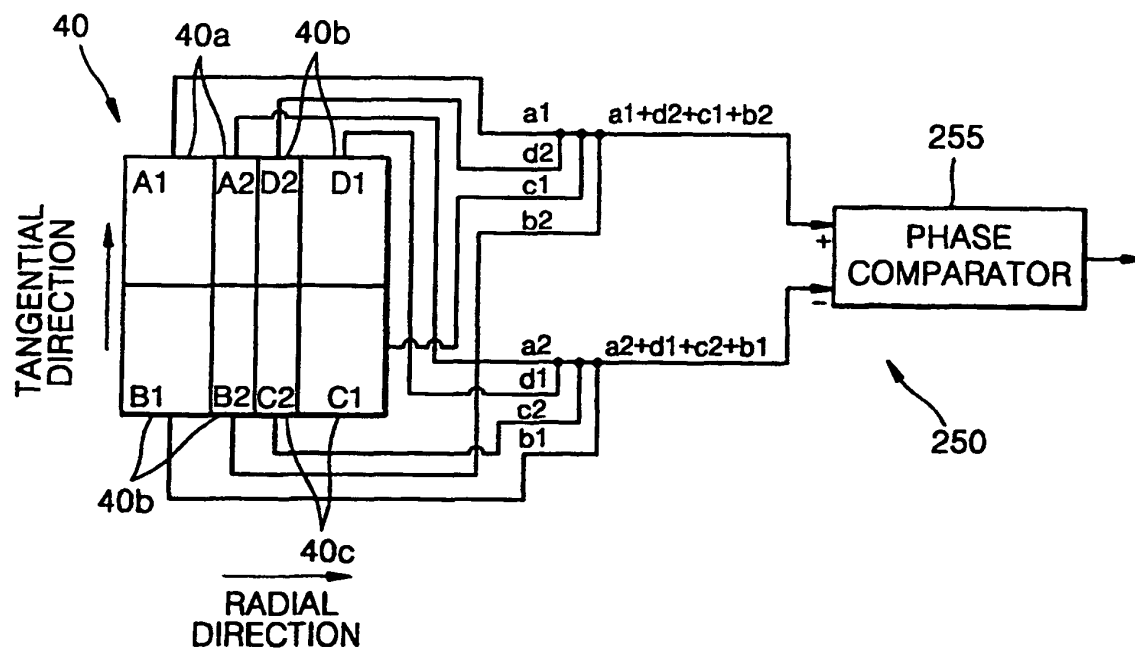 40
40a
40b
A1 A2 D2 D1
B1 B2 C2 C1
40b
40c
TANGENTIAL
DIRECTION
RADIAL
DIRECTION
a1
d2
c1
b2
a1+d2+c1+b2
a2
d1
c2
b1
a2+d1+c2+b1
255
+
PHASE
COMPARATOR
-
250